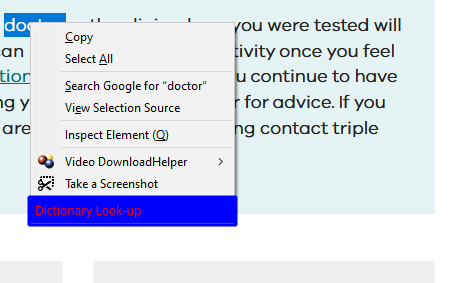 doctor or the clinic where you were tested will
can
tivity once you feel
tion
u continue to have
ng y
r for advice. If you
are
ng contact triple
Copy
Select All
Search Google for “doctor”
View Selection Source
Inspect Element (Q)
Video DownloadHelper
Take a Screenshot
Dictionary Look-up